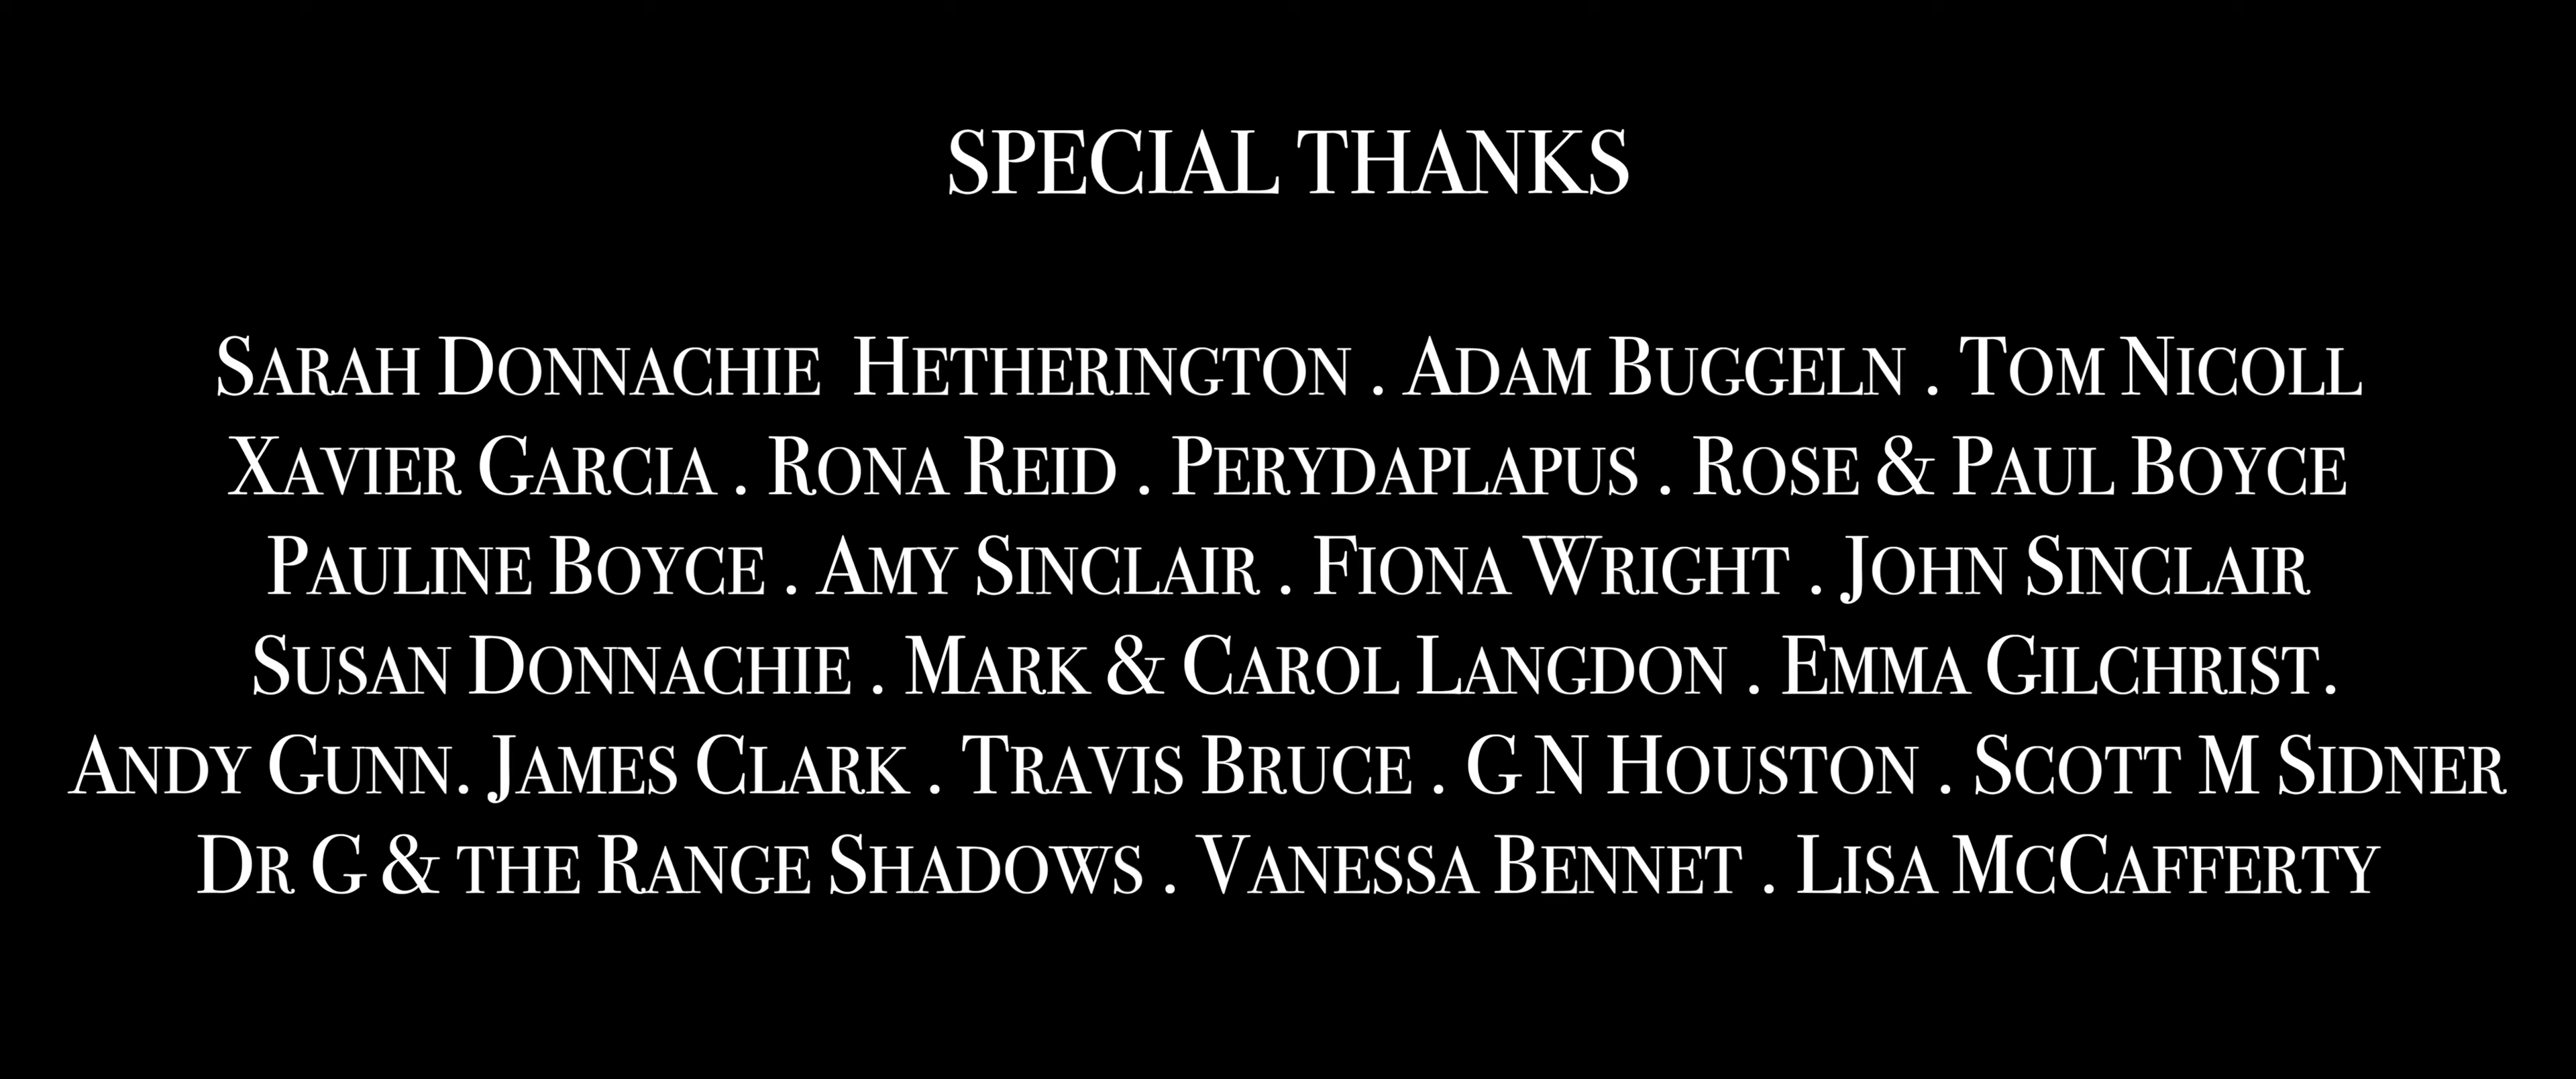 SPECIAL THANKS
Sarah Donnachie  Hetherington . Adam Buggeln . Tom Nicoll
Xavier Garcia . Rona Reid . Perydaplapus . Rose & Paul Boyce
Pauline Boyce . Amy Sinclair . Fiona Wright . John Sinclair
Susan Donnachie . Mark & Carol Langdon . Emma Gilchrist.
Andy Gunn. James Clark . Travis Bruce . G N Houston . Scott M Sidner
Dr G & the Range Shadows . Vanessa Bennet . Lisa McCafferty